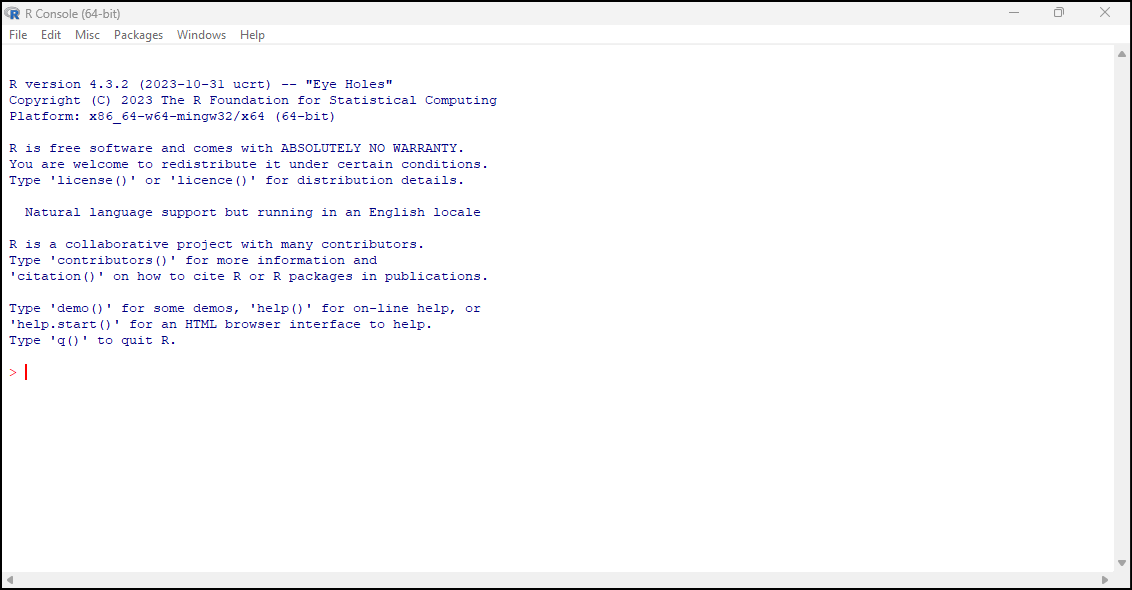 R Console (64-bit)
File Edit Misc Packages Windows Help
R version 4.3.2 (2023-10-31 ucrt) -- "Eye Holes"
Copyright (C) 2023 The R Foundation for Statistical Computing
Platform: x86_64-w64-mingw32/x64 (64-bit)
R is free software and comes with ABSOLUTELY NO WARRANTY.
You are welcome to redistribute it under certain conditions.
Type 'license()' or 'licence()' for distribution details.
Natural language support but running in an English locale
R is a collaborative project with many contributors.
Type 'contributors()' for more information and
'citation()' on how to cite R or R packages in publications.
Type 'demo()' for some demos, 'help()' for on-line help, or
'help.start()' for an HTML browser interface to help.
Type 'q()' to quit R.
>